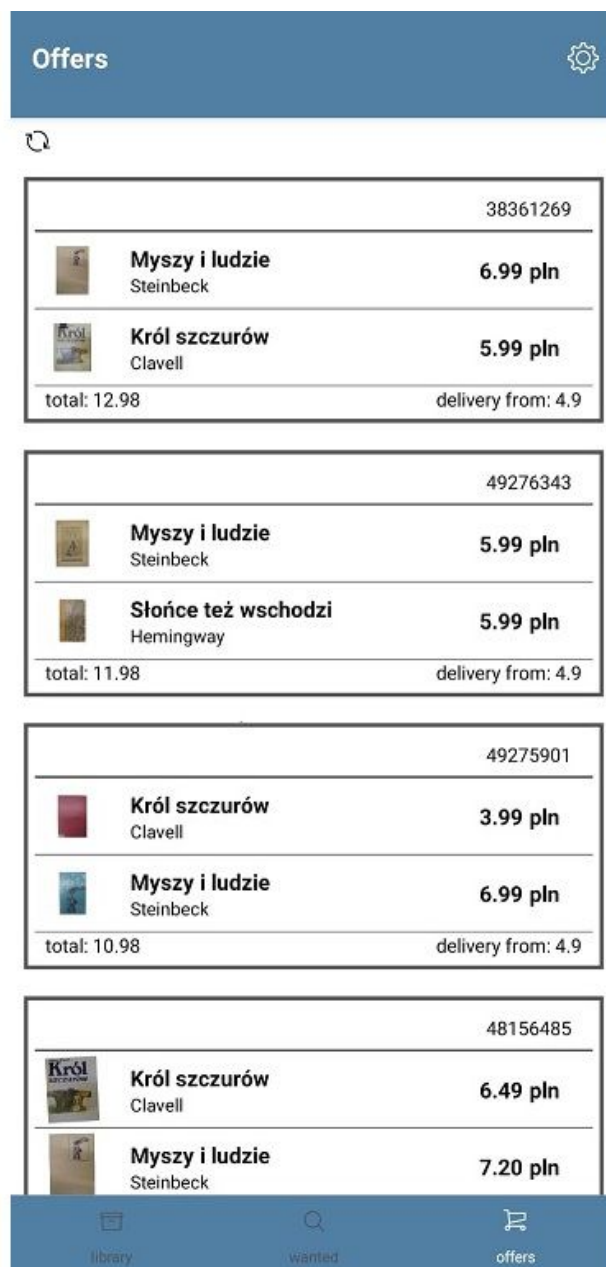 Offers
38361269
Myszy i ludzie
Steinbeck
6.99 pln
Król szczurów
Clavell
5.99 pln
total: 12.98 delivery from: 4.9
49276343
Myszy i ludzie
Steinbeck
5.99 pln
Słońce też wschodzi
Hemingway
5.99 pln
total: 11.98 delivery from: 4.9
49275901
Król szczurów
Clavell
3.99 pln
Myszy i ludzie
Steinbeck
6.99 pln
total: 10.98 delivery from: 4.9
48156485
Król
szczurów
Król szczurów
Clavell
6.49 pln
Myszy i ludzie
Steinbeck
7.20 pln
library wanted offers